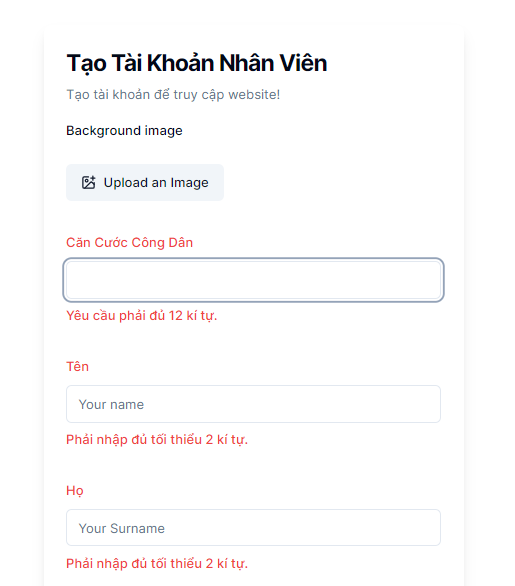 Tạo Tài Khoản Nhân Viên
Tạo tài khoản để truy cập website!
Background image
Upload an Image
Căn Cước Công Dân
Yêu cầu phải đủ 12 kí tự.
Tên
Your name
Phải nhập đủ tối thiểu 2 kí tự.
Họ
Your Surname
Phải nhập đủ tối thiểu 2 kí tự.